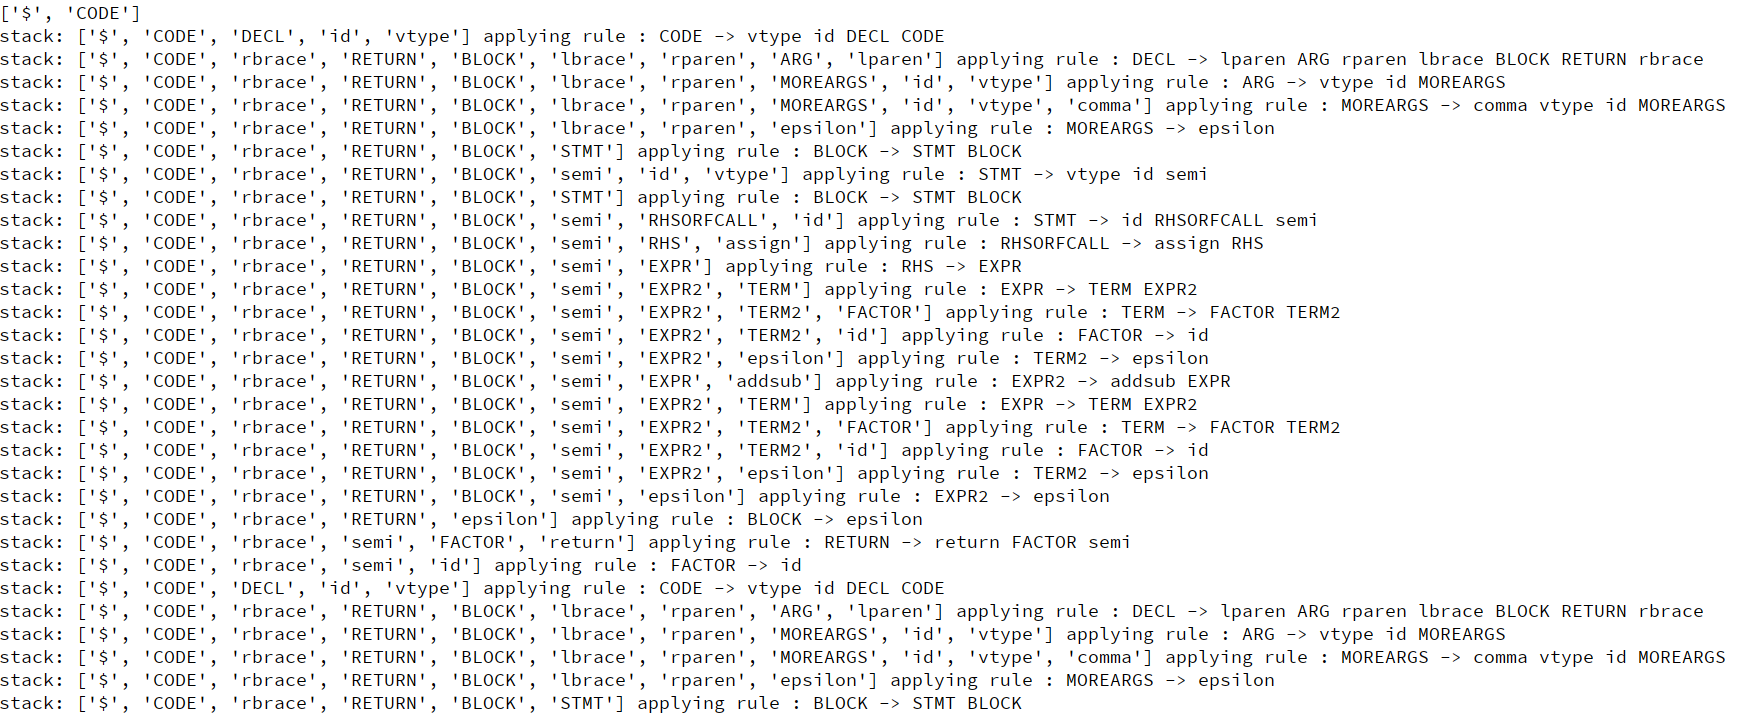 ['$', 'CODE']
stack: ['$', 'CODE', 'DECL', 'id', 'vtype'] applying rule : CODE -> vtype id DECL CODE
stack: ['$', 'CODE', 'rbrace', 'RETURN', 'BLOCK', 'lbrace', 'rparen', 'ARG', 'lparen'] applying rule : DECL -> lparen ARG rparen lbrace BLOCK RETURN rbrace
stack: ['$', 'CODE', 'rbrace', 'RETURN', 'BLOCK', 'lbrace', 'rparen', 'MOREARGS', 'id', 'vtype'] applying rule : ARG -> vtype id MOREARGS
stack: ['$', 'CODE', 'rbrace', 'RETURN', 'BLOCK', 'lbrace', 'rparen', 'MOREARGS', 'id', 'vtype', 'comma'] applying rule : MOREARGS -> comma vtype id MOREARGS
stack: ['$', 'CODE', 'rbrace', 'RETURN', 'BLOCK', 'lbrace', 'rparen', 'epsilon'] applying rule : MOREARGS -> epsilon
stack: ['$', 'CODE', 'rbrace', 'RETURN', 'BLOCK', 'STMT'] applying rule : BLOCK -> STMT BLOCK
stack: ['$', 'CODE', 'rbrace', 'RETURN', 'BLOCK', 'semi', 'id', 'vtype'] applying rule : STMT -> vtype id semi
stack: ['$', 'CODE', 'rbrace', 'RETURN', 'BLOCK', 'STMT'] applying rule : BLOCK -> STMT BLOCK
stack: ['$', 'CODE', 'rbrace', 'RETURN', 'BLOCK', 'semi', 'RHSORFCALL', 'id'] applying rule : STMT -> id RHSORFCALL semi
stack: ['$', 'CODE', 'rbrace', 'RETURN', 'BLOCK', 'semi', 'RHS', 'assign'] applying rule : RHSORFCALL -> assign RHS
stack: ['$', 'CODE', 'rbrace', 'RETURN', 'BLOCK', 'semi', 'EXPR'] applying rule : RHS -> EXPR
stack: ['$', 'CODE', 'rbrace', 'RETURN', 'BLOCK', 'semi', 'EXPR2', 'TERM'] applying rule : EXPR -> TERM EXPR2
stack: ['$', 'CODE', 'rbrace', 'RETURN', 'BLOCK', 'semi', 'EXPR2', 'TERM2', 'FACTOR'] applying rule : TERM -> FACTOR TERM2
stack: ['$', 'CODE', 'rbrace', 'RETURN', 'BLOCK', 'semi', 'EXPR2', 'TERM2', 'id'] applying rule : FACTOR -> id
stack: ['$', 'CODE', 'rbrace', 'RETURN', 'BLOCK', 'semi', 'EXPR2', 'epsilon'] applying rule : TERM2 -> epsilon
stack: ['$', 'CODE', 'rbrace', 'RETURN', 'BLOCK', 'semi', 'EXPR', 'addsub'] applying rule : EXPR2 -> addsub EXPR
stack: ['$', 'CODE', 'rbrace', 'RETURN', 'BLOCK', 'semi', 'EXPR2', 'TERM'] applying rule : EXPR -> TERM EXPR2
stack: ['$', 'CODE', 'rbrace', 'RETURN', 'BLOCK', 'semi', 'EXPR2', 'TERM2', 'FACTOR'] applying rule : TERM -> FACTOR TERM2
stack: ['$', 'CODE', 'rbrace', 'RETURN', 'BLOCK', 'semi', 'EXPR2', 'TERM2', 'id'] applying rule : FACTOR -> id
stack: ['$', 'CODE', 'rbrace', 'RETURN', 'BLOCK', 'semi', 'EXPR2', 'epsilon'] applying rule : TERM2 -> epsilon
stack: ['$', 'CODE', 'rbrace', 'RETURN', 'BLOCK', 'semi', 'epsilon'] applying rule : EXPR2 -> epsilon
stack: ['$', 'CODE', 'rbrace', 'RETURN', 'epsilon'] applying rule : BLOCK -> epsilon
stack: ['$', 'CODE', 'rbrace', 'semi', 'FACTOR', 'return'] applying rule : RETURN -> return FACTOR semi
stack: ['$', 'CODE', 'rbrace', 'semi', 'id'] applying rule : FACTOR -> id
stack: ['$', 'CODE', 'DECL', 'id', 'vtype'] applying rule : CODE -> vtype id DECL CODE
stack: ['$', 'CODE', 'rbrace', 'RETURN', 'BLOCK', 'lbrace', 'rparen', 'ARG', 'lparen'] applying rule : DECL -> lparen ARG rparen lbrace BLOCK RETURN rbrace
stack: ['$', 'CODE', 'rbrace', 'RETURN', 'BLOCK', 'lbrace', 'rparen', 'MOREARGS', 'id', 'vtype'] applying rule : ARG -> vtype id MOREARGS
stack: ['$', 'CODE', 'rbrace', 'RETURN', 'BLOCK', 'lbrace', 'rparen', 'MOREARGS', 'id', 'vtype', 'comma'] applying rule : MOREARGS -> comma vtype id MOREARGS
stack: ['$', 'CODE', 'rbrace', 'RETURN', 'BLOCK', 'lbrace', 'rparen', 'epsilon'] applying rule : MOREARGS -> epsilon
stack: ['$', 'CODE', 'rbrace', 'RETURN', 'BLOCK', 'STMT'] applying rule : BLOCK -> STMT BLOCK